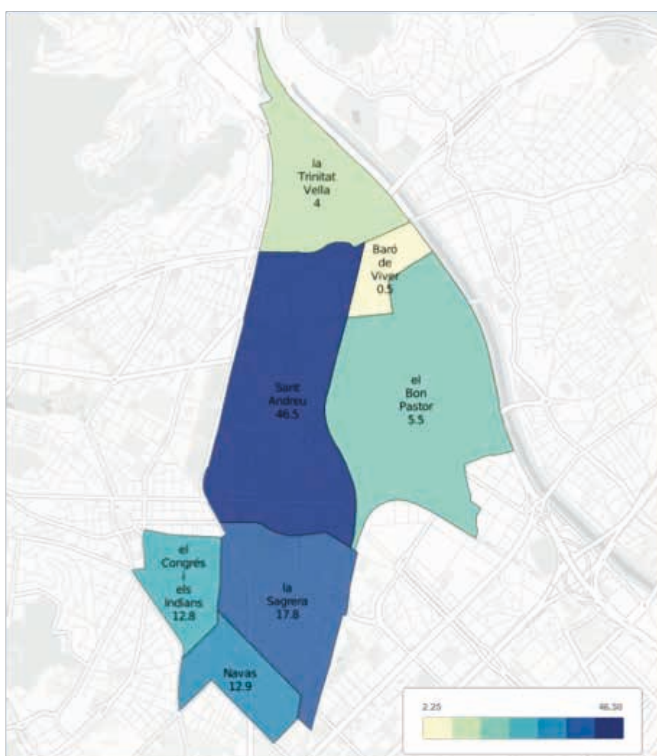 la
Trinitat
Vella
4
Baró
de
Viver
0.5
el
Bon
Pastor
5.5
Sant
Andreu
46.5
el
Congrés
i
els
Indians
12.8
la
Sagrera
17.8
Navas
12.9
2.25 46.50